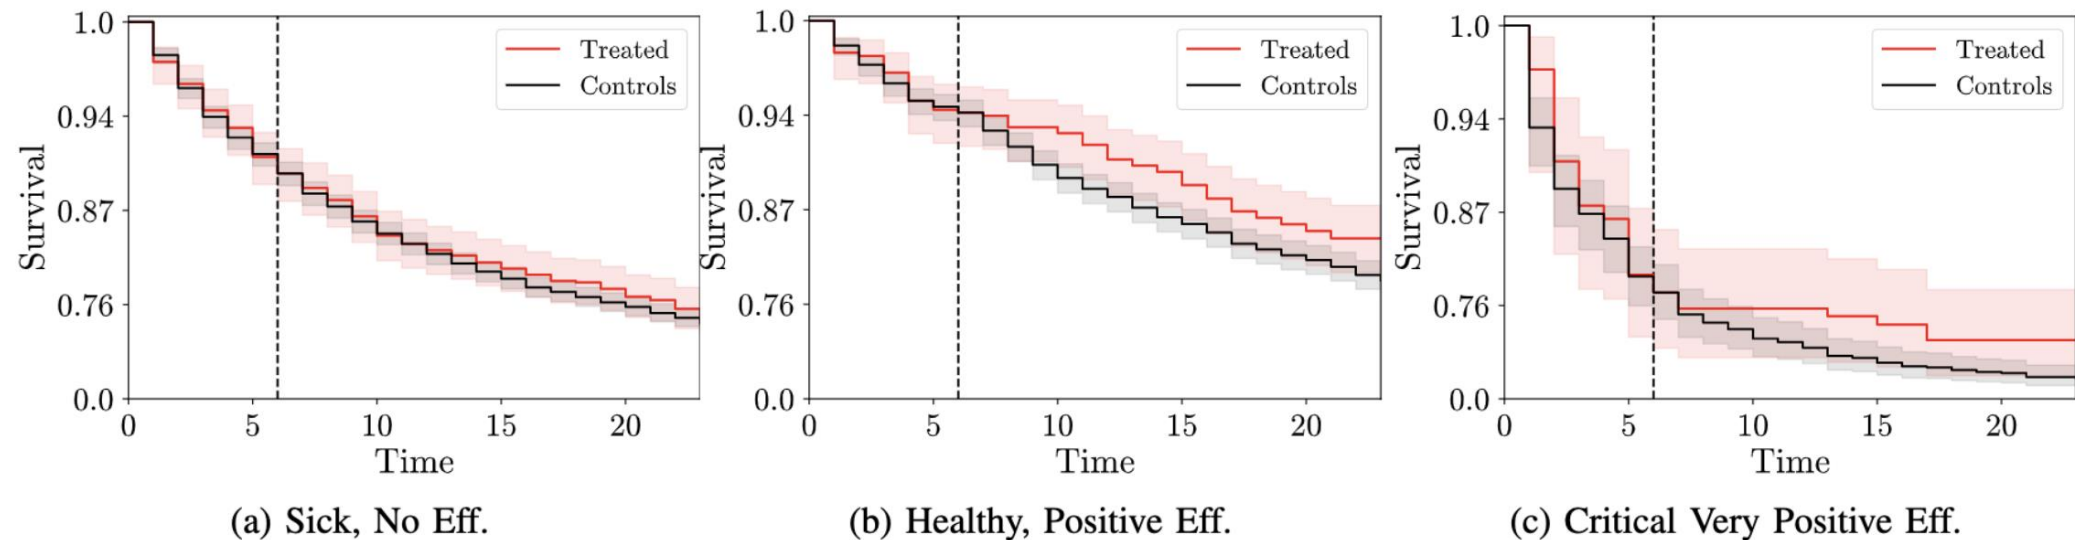 1.0
0.94
0.87
0.76
0.0
Survival
0 5 10 15 20
Time
Treated
Controls
(a) Sick, No Eff.
1.0
0.94
0.87
0.76
0.0
Survival
0 5 10 15 20
Time
Treated
Controls
(b) Healthy, Positive Eff.
1.0
0.94
0.87
0.76
0.0
Survival
0 5 10 15 20
Time
Treated
Controls
(c) Critical Very Positive Eff.